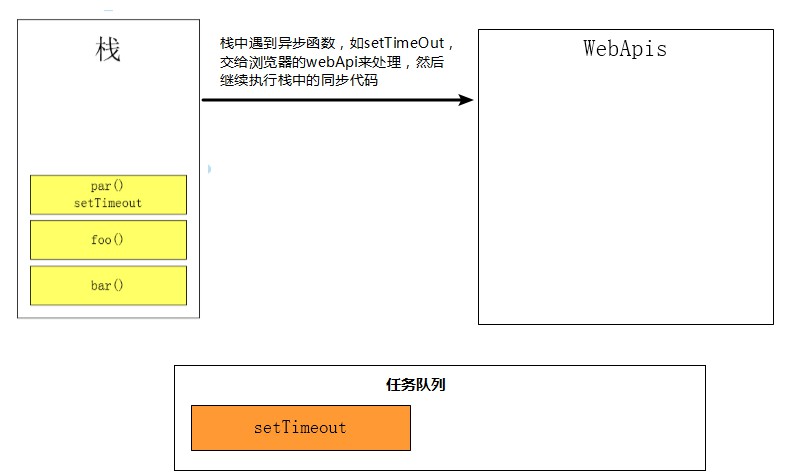 栈
栈中遇到异步函数，如setTimeOut，
交给浏览器的webApi来处理，然后
继续执行栈中的同步代码
WebApis
par()
setTimeout
foo()
bar()
任务队列
setTimeout